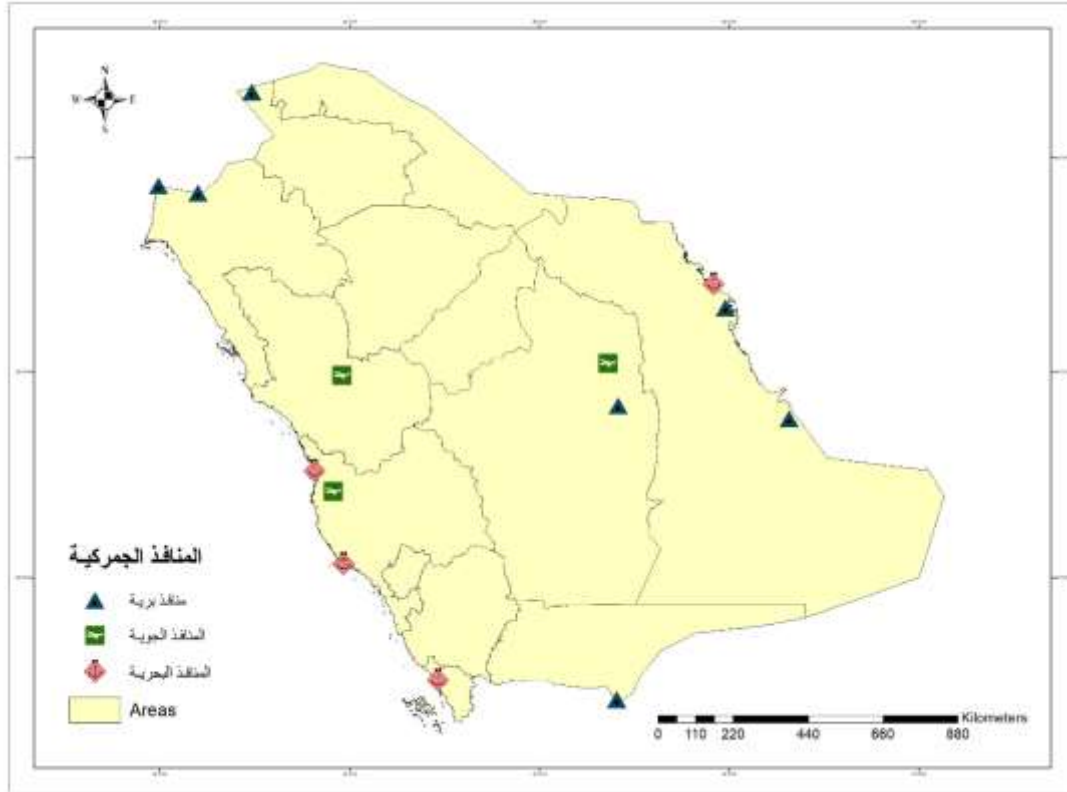 N
W E
S
المنافذ الجمركية
منافذ برية
المنافذ الجوية
المنافذ البحرية
Areas
Kilometers
0 110 220 440 660 880